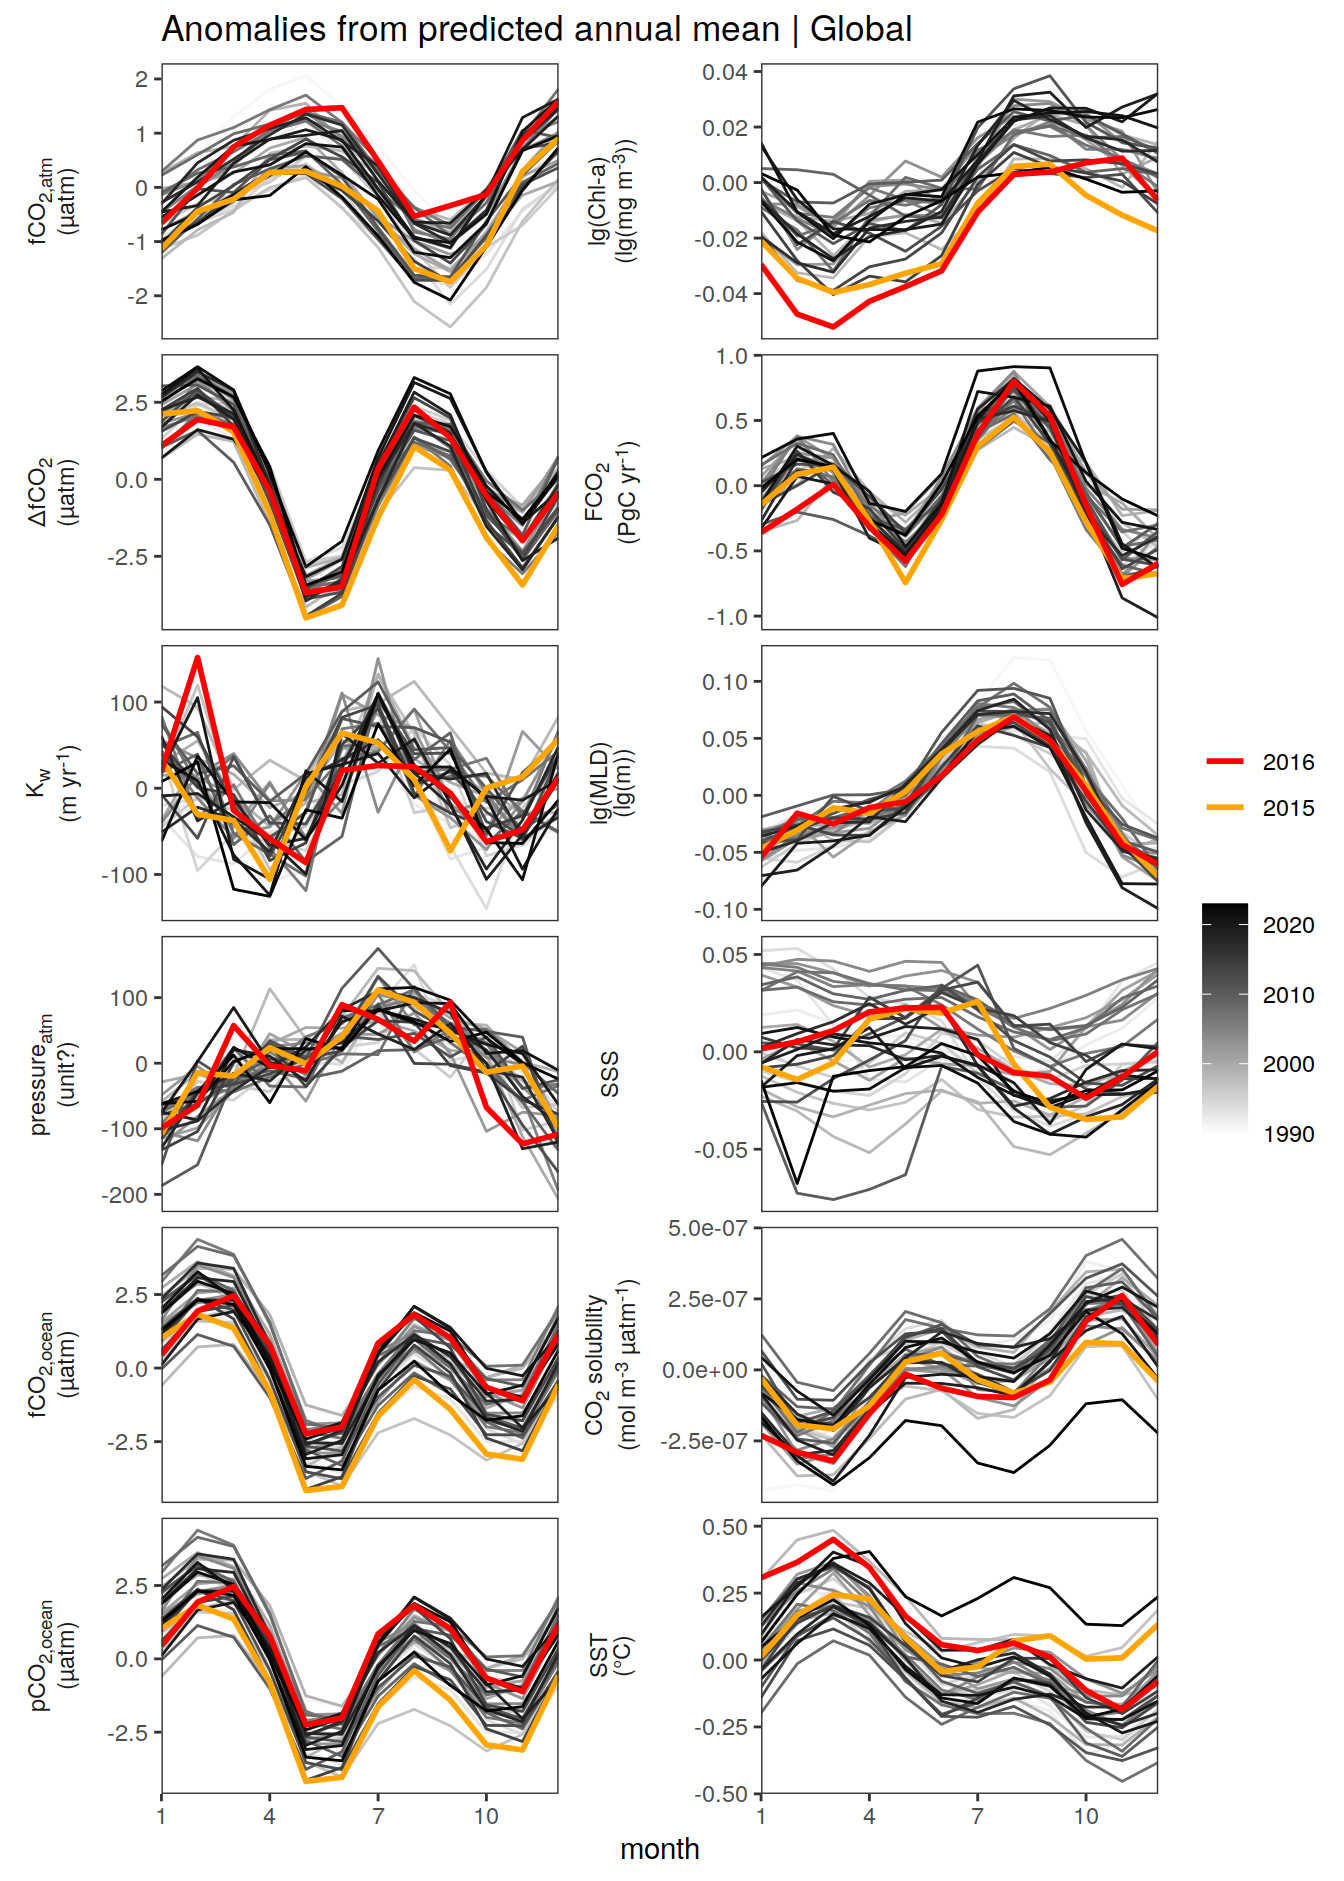 Anomalies from predicted annual mean | Global
fCO2,atm
(µatm)
2
1
0
-1
-2
lg(Chl-a)
(lg(mg m-3))
0.04
0.02
0.00
-0.02
-0.04
ΔfCO2
(µatm)
2.5
0.0
-2.5
FCO2
(PgC yr-1)
1.0
0.5
0.0
-0.5
-1.0
Kw
(m yr-1)
100
0
-100
lg(MLD)
(lg(m))
0.10
0.05
0.00
-0.05
-0.10
pressureatm
(unit?)
100
0
-100
-200
SSS
0.05
0.00
-0.05
fCO2,ocean
(µatm)
2.5
0.0
-2.5
CO2 solubility
(mol m-3 µatm-1)
5.0e-07
2.5e-07
0.0e+00
-2.5e-07
pCO2,ocean
(µatm)
2.5
0.0
-2.5
SST
(°C)
0.50
0.25
0.00
-0.25
-0.50
1 4 7 10
1 4 7 10
month
2016
2015
2020
2010
2000
1990